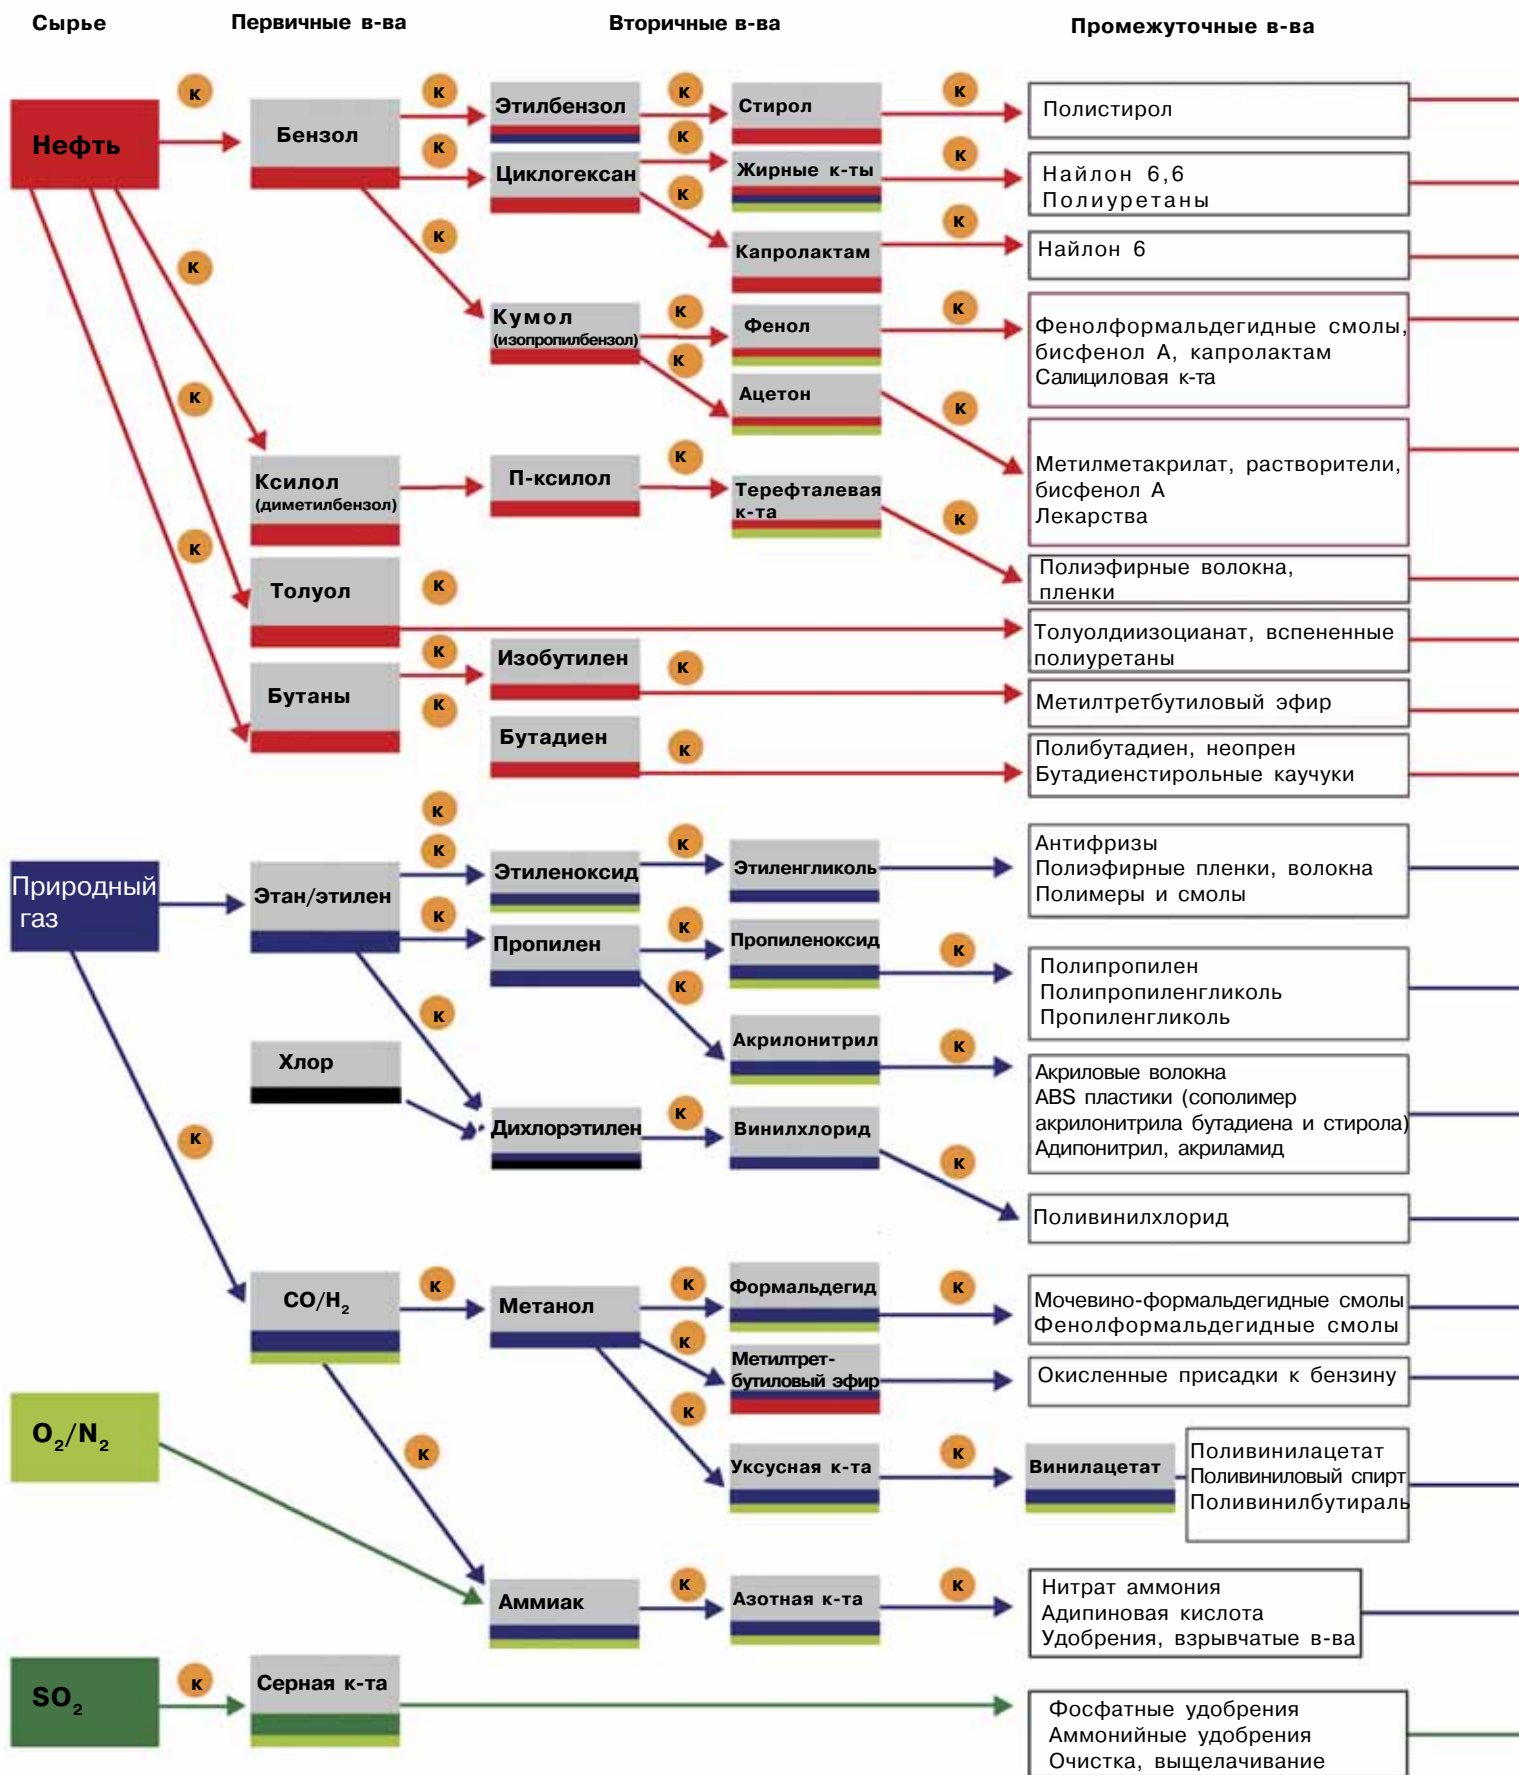 Сырье
Первичные в-ва
Вторичные в-ва
Промежуточные в-ва
Нефть
к
Бензол
к
Этилбензол
к
Стирол
к
Полистирол
к
Циклогексан
к
Жирные к-ты
к
Найлон 6,6
Полиуретаны
к
Капролактам
к
Найлон 6
к
к
Кумол
(изопропилбензол)
к
Фенол
к
Фенолформальдегидные смолы,
бисфенол А, капролактам
Салициловая к-та
к
Ацетон
к
Метилметакрилат, растворители,
бисфенол А
Лекарства
к
Ксилол
(диметилбензол)
П-ксилол
к
Терефталевая
к-та
к
Полиэфирные волокна,
пленки
к
Толуол
к
Толуолдиизоцианат, вспененные
полиуретаны
Бутаны
к
Изобутилен
к
Метилтретбутиловый эфир
к
Бутадиен
к
Полибутадиен, неопрен
Бутадиенстирольные каучуки
к
Природный
газ
Этан/этилен
к
Этиленоксид
к
Этиленгликоль
Антифризы
Полиэфирные пленки, волокна
Полимеры и смолы
к
Пропилен
к
Пропиленоксид
к
Полипропилен
Полипропиленгликоль
Пропиленгликоль
к
к
Хлор
Акрилонитрил
к
Акриловые волокна
ABS пластики (сополимер
акрилонитрила бутадиена и стирола)
Адипонитрил, акриламид
к
Дихлорэтилен
к
Винилхлорид
к
Поливинилхлорид
CO/H₂
к
Метанол
к
Формальдегид
к
Мочевино-формальдегидные смолы
Фенолформальдегидные смолы
к
Метилтрет-
бутиловый эфир
Окисленные присадки к бензину
к
O₂/N₂
к
Уксусная к-та
к
Винилацетат
Поливинилацетат
Поливиниловый спирт
Поливинилбутираль
Аммиак
к
Азотная к-та
к
Нитрат аммония
Адипиновая кислота
Удобрения, взрывчатые в-ва
SO₂
к
Серная к-та
Фосфатные удобрения
Аммонийные удобрения
Очистка, выщелачивание